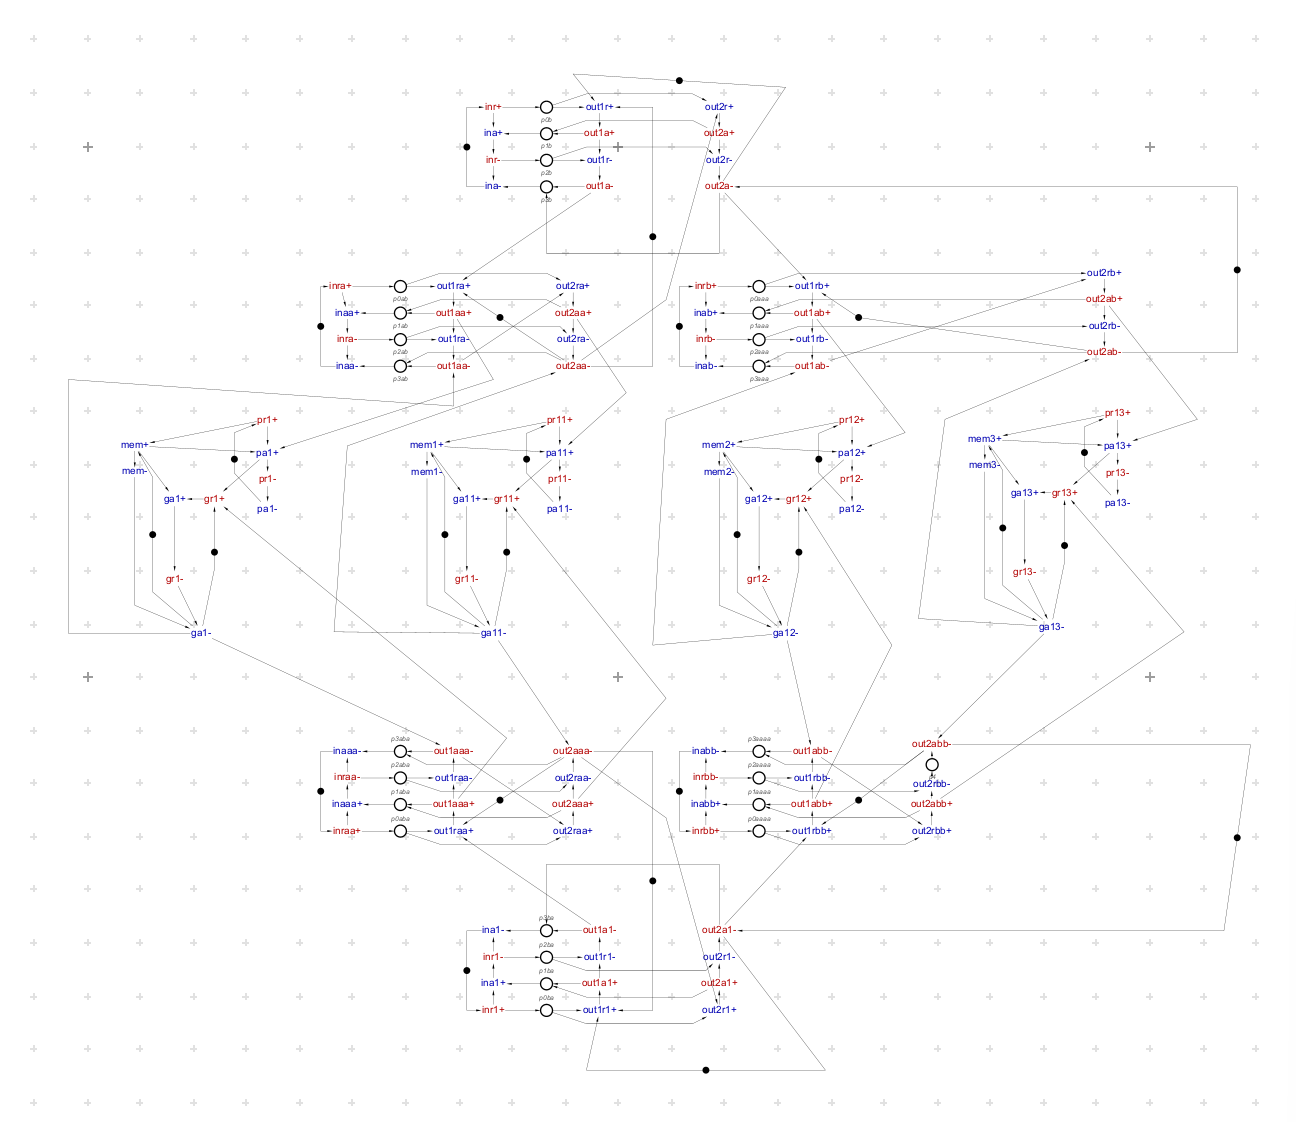 inr+ out1r+ out2r+
p0b
ina+ out1a+ out2a+
p1b
inr- out1r- out2r-
p2b
ina- out1a- out2a-
p3b
out2rb+
inra+ out1ra+ out2ra+ inrb+ out1rb+
p0ab p0aaa out2ab+
inaa+ out1aa+ out2aa+ inab+ out1ab+
p1ab p1aaa out2rb-
inra- out1ra- out2ra- inrb- out1rb-
p2ab p2aaa out2ab-
inaa- out1aa- out2aa- inab- out1ab-
p3ab p3aaa
pr1+ pr11+ pr12+ pr13+
mem+ mem1+ mem2+ mem3+
pa1+ pa11+ pa12+ pa13+
mem- mem1- mem2- mem3-
pr1- pr11- pr12- pr13-
ga1+ gr1+ ga11+ gr11+ ga12+ gr12+ ga13+ gr13+
pa1- pa11- pa12- pa13-
gr1- gr11- gr12- gr13-
ga1- ga11- ga12- ga13-
p3aba p3aaaa out2abb-
inaaa- out1aaa- out2aaa- inabb- out1abb-
p2aba p2aaaa
inraa- out1raa- out2raa- inrbb- out1rbb- out2rbb-
p1aba p1aaaa
inaaa+ out1aaa+ out2aaa+ inabb+ out1abb+ out2abb+
p0aba p0aaaa
inraa+ out1raa+ out2raa+ inrbb+ out1rbb+ out2rbb+
p3ba
ina1- out1a1- out2a1-
p2ba
inr1- out1r1- out2r1-
p1ba
ina1+ out1a1+ out2a1+
p0ba
inr1+ out1r1+ out2r1+